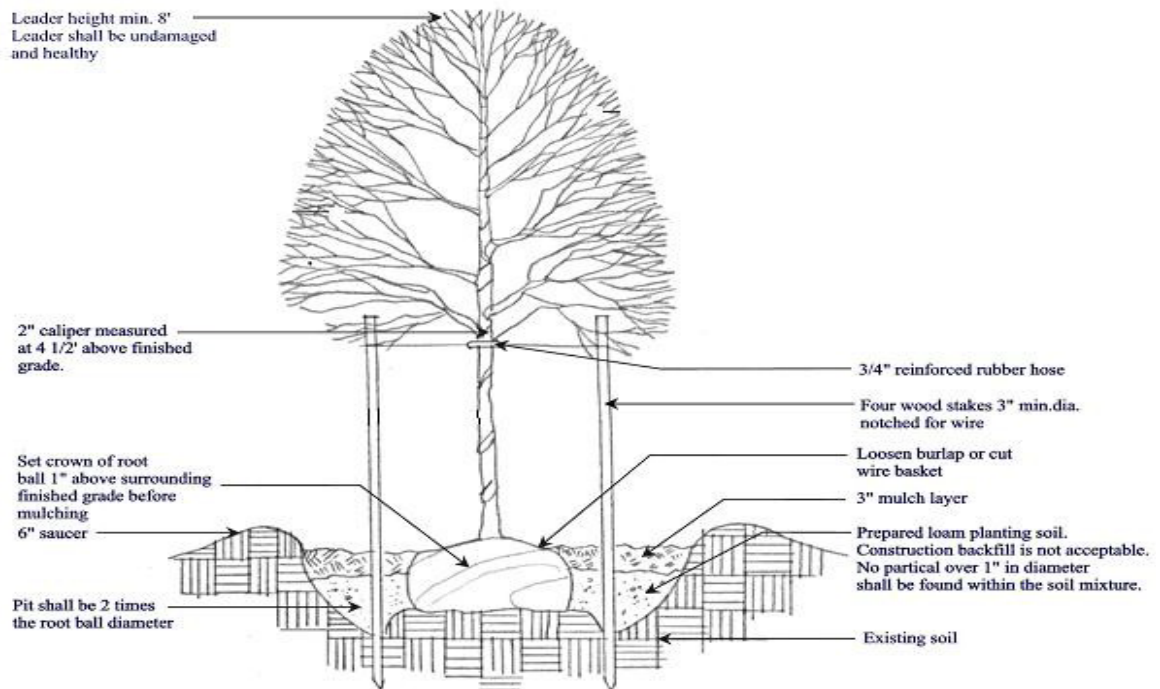 Leader height min. 8'
Leader shall be undamaged
and healthy
2" caliper measured
at 4 1/2' above finished
grade.
Set crown of root
ball 1" above surrounding
finished grade before
mulching
6" saucer
Pit shall be 2 times
the root ball diameter
3/4" reinforced rubber hose
Four wood stakes 3" min.dia.
notched for wire
Loosen burlap or cut
wire basket
3" mulch layer
Prepared loam planting soil.
Construction backfill is not acceptable.
No partical over 1" in diameter
shall be found within the soil mixture.
Existing soil